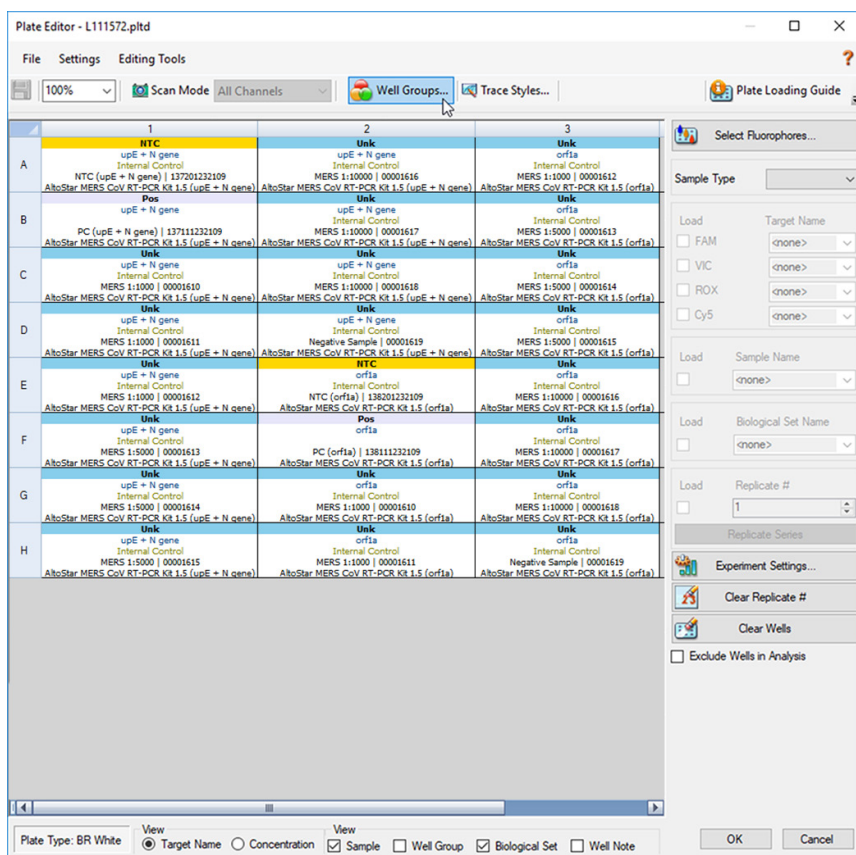 Plate Editor - L111572.pltd
File Settings Editing Tools ?
100% Scan Mode All Channels Well Groups... Trace Styles... Plate Loading Guide
1 2 3
A
NTC Unk Unk
upE + N gene upE + N gene orf1a
Internal Control Internal Control Internal Control
NTC (upE + N gene) | 137201232109 MERS 1:10000 | 00001616 MERS 1:1000 | 00001612
AltoStar MERS CoV RT-PCR Kit 1.5 (upE + N gene) AltoStar MERS CoV RT-PCR Kit 1.5 (upE + N gene) AltoStar MERS CoV RT-PCR Kit 1.5 (orf1a)
B
Pos Unk Unk
upE + N gene upE + N gene orf1a
Internal Control Internal Control
PC (upE + N gene) | 137111232109 MERS 1:10000 | 00001617 MERS 1:5000 | 00001613
AltoStar MERS CoV RT-PCR Kit 1.5 (upE + N gene) AltoStar MERS CoV RT-PCR Kit 1.5 (upE + N gene) AltoStar MERS CoV RT-PCR Kit 1.5 (orf1a)
C
Unk Unk Unk
upE + N gene upE + N gene orf1a
Internal Control Internal Control Internal Control
MERS 1:1000 | 00001610 MERS 1:10000 | 00001618 MERS 1:5000 | 00001614
AltoStar MERS CoV RT-PCR Kit 1.5 (upE + N gene) AltoStar MERS CoV RT-PCR Kit 1.5 (upE + N gene) AltoStar MERS CoV RT-PCR Kit 1.5 (orf1a)
D
Unk Unk Unk
upE + N gene upE + N gene orf1a
Internal Control Internal Control Internal Control
MERS 1:1000 | 00001611 Negative Sample | 00001619 MERS 1:5000 | 00001615
AltoStar MERS CoV RT-PCR Kit 1.5 (upE + N gene) AltoStar MERS CoV RT-PCR Kit 1.5 (upE + N gene) AltoStar MERS CoV RT-PCR Kit 1.5 (orf1a)
E
Unk NTC Unk
upE + N gene orf1a orf1a
Internal Control Internal Control Internal Control
MERS 1:1000 | 00001612 NTC (orf1a) | 138201232109 MERS 1:10000 | 00001616
AltoStar MERS CoV RT-PCR Kit 1.5 (upE + N gene) AltoStar MERS CoV RT-PCR Kit 1.5 (orf1a) AltoStar MERS CoV RT-PCR Kit 1.5 (orf1a)
F
Unk Pos Unk
upE + N gene orf1a orf1a
Internal Control Internal Control
MERS 1:5000 | 00001613 PC (orf1a) | 138111232109 MERS 1:10000 | 00001617
AltoStar MERS CoV RT-PCR Kit 1.5 (upE + N gene) AltoStar MERS CoV RT-PCR Kit 1.5 (orf1a) AltoStar MERS CoV RT-PCR Kit 1.5 (orf1a)
G
Unk Unk Unk
upE + N gene orf1a orf1a
Internal Control Internal Control Internal Control
MERS 1:5000 | 00001614 MERS 1:1000 | 00001610 MERS 1:10000 | 00001618
AltoStar MERS CoV RT-PCR Kit 1.5 (upE + N gene) AltoStar MERS CoV RT-PCR Kit 1.5 (orf1a) AltoStar MERS CoV RT-PCR Kit 1.5 (orf1a)
H
Unk Unk Unk
upE + N gene orf1a orf1a
Internal Control Internal Control Internal Control
MERS 1:5000 | 00001615 MERS 1:1000 | 00001611 Negative Sample | 00001619
AltoStar MERS CoV RT-PCR Kit 1.5 (upE + N gene) AltoStar MERS CoV RT-PCR Kit 1.5 (orf1a) AltoStar MERS CoV RT-PCR Kit 1.5 (orf1a)
Select Fluorophores...
Sample Type
Load Target Name
FAM <none>
VIC <none>
ROX <none>
Cy5 <none>
Load Sample Name
<none>
Load Biological Set Name
<none>
Load Replicate #
1
Replicate Series
Experiment Settings...
Clear Replicate #
Clear Wells
Exclude Wells in Analysis
View View
Plate Type: BR White Target Name Concentration Sample Well Group Biological Set Well Note OK Cancel